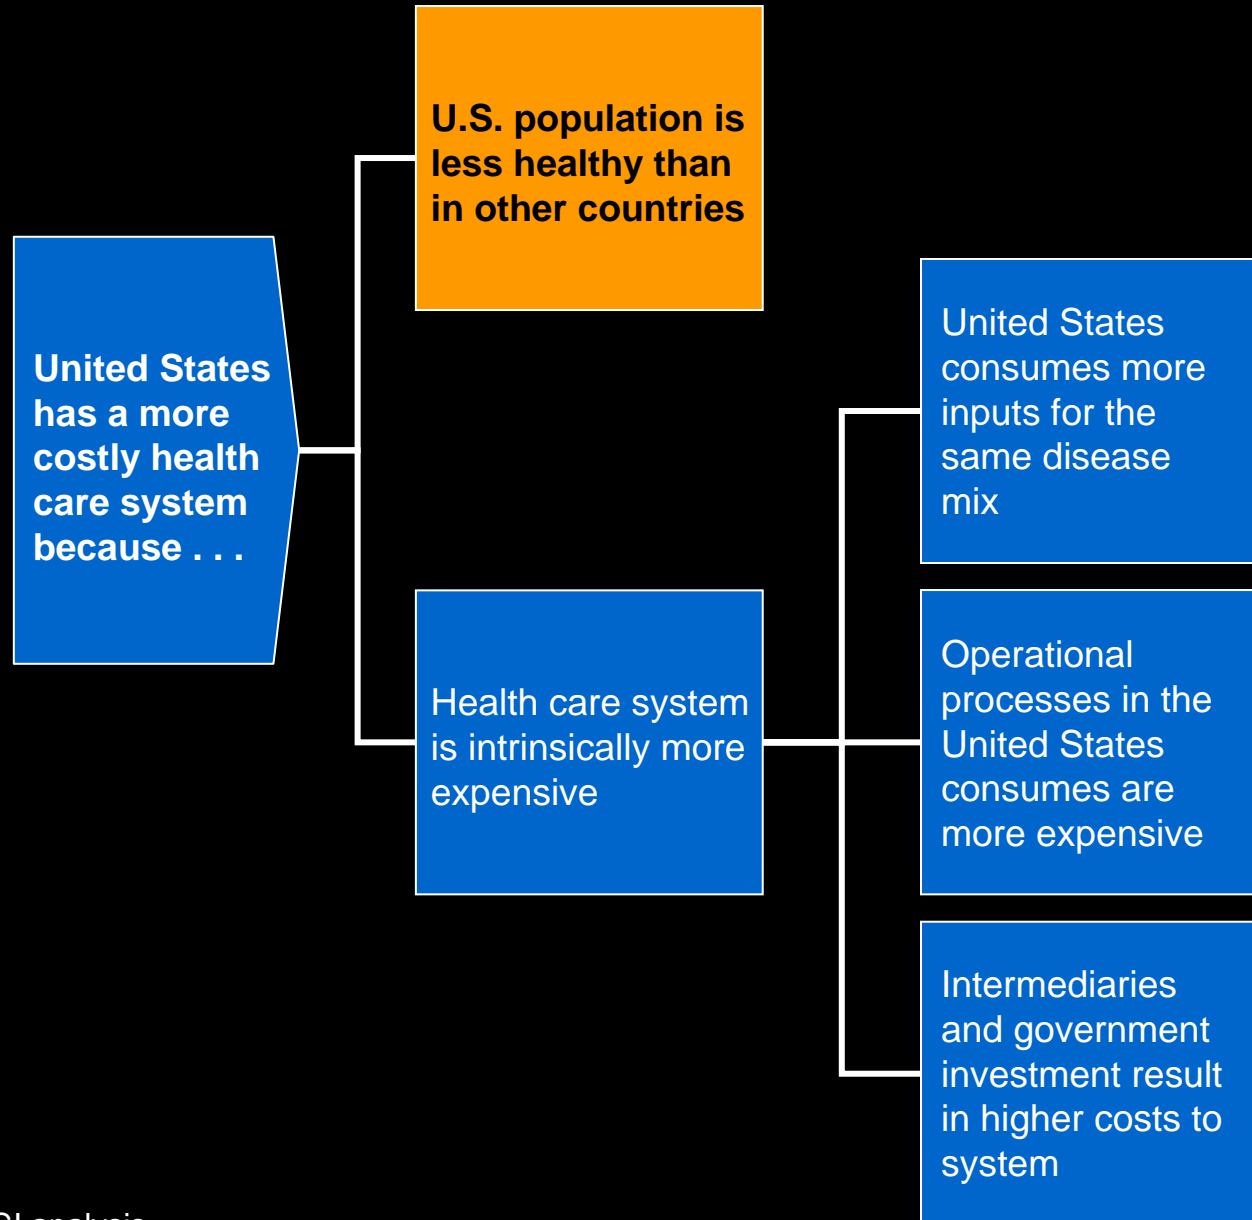 U.S. population is
less healthy than
in other countries
United States
has a more
costly health
care system
because . . .
United States
consumes more
inputs for the
same disease
mix
Health care system
is intrinsically more
expensive
Operational
processes in the
United States
consumes are
more expensive
Intermediaries
and government
investment result
in higher costs to
system
analysis